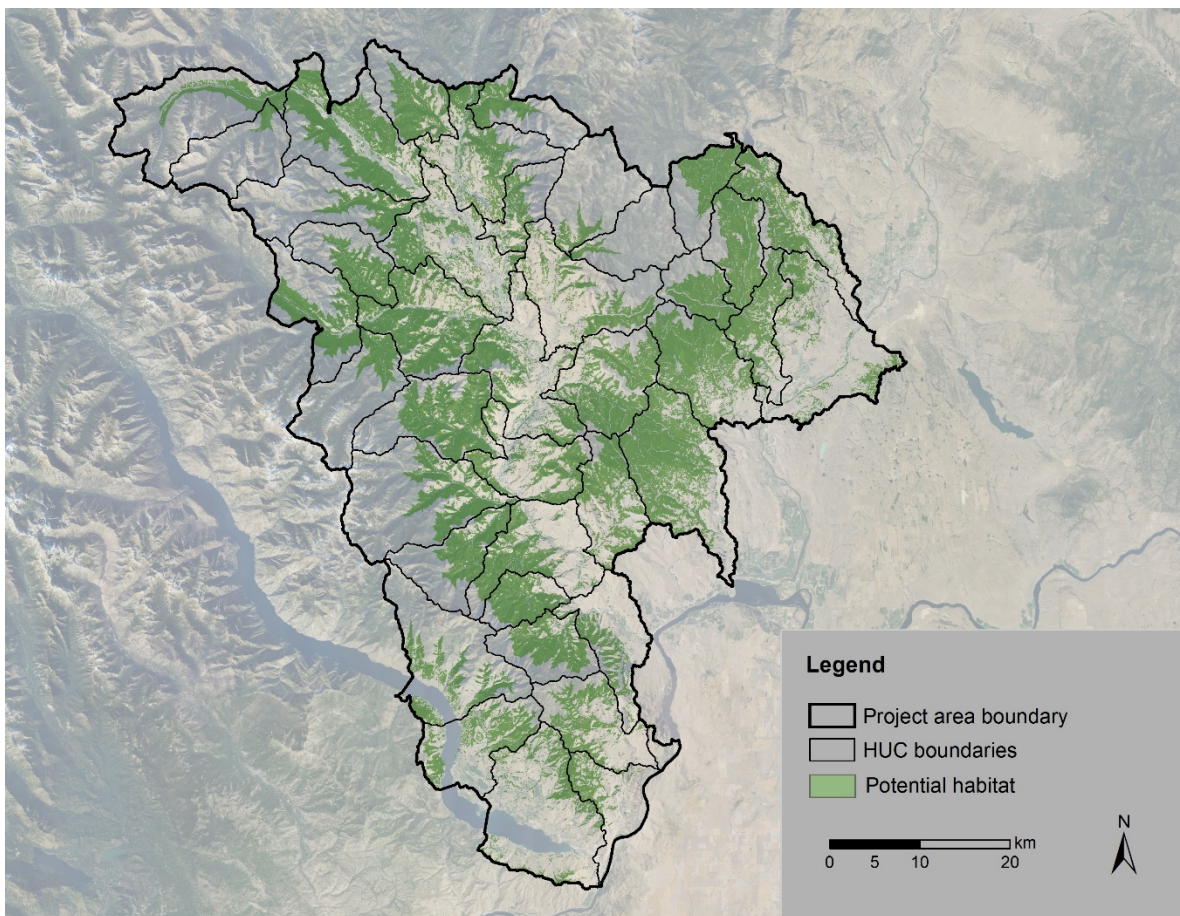 Legend
Project area boundary
HUC boundaries
Potential habitat
N
km
0 5 10 20